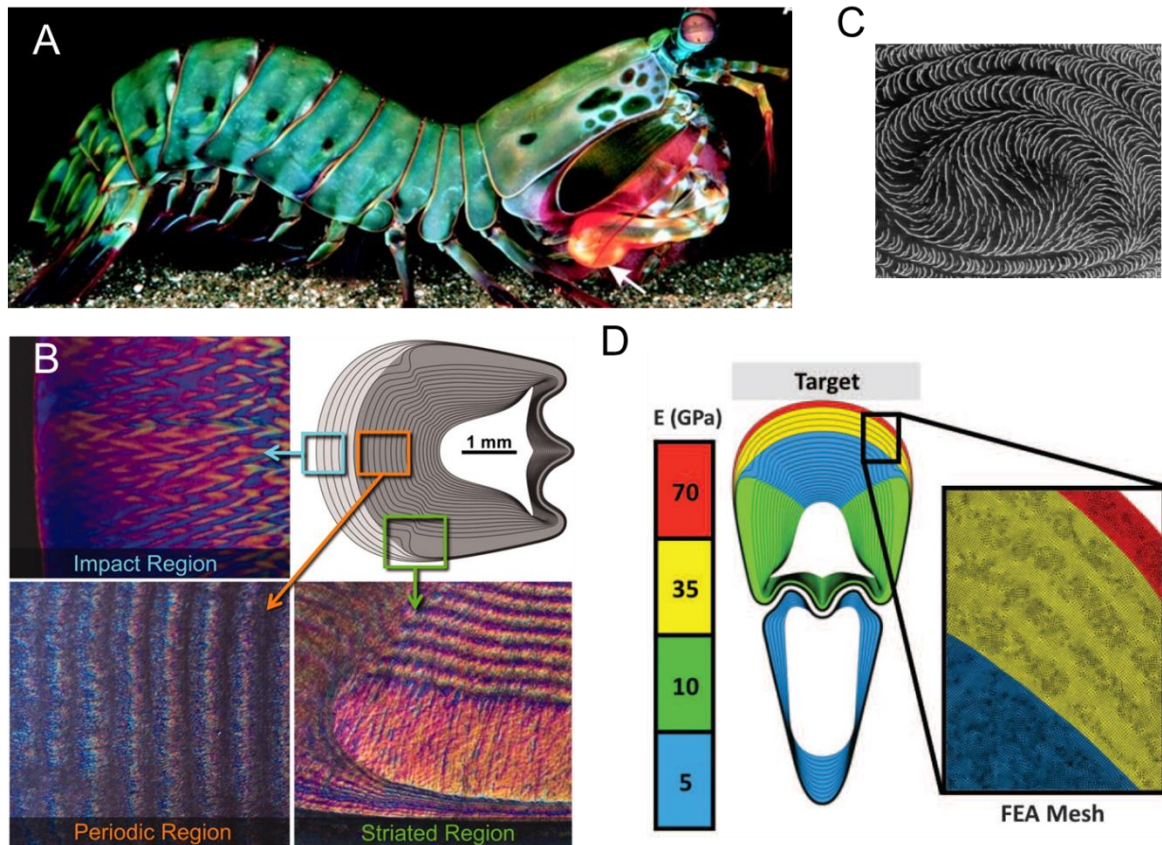 A
C
B
1 mm
Impact Region
Periodic Region
Striated Region
D
Target
E (GPa)
70
35
10
5
FEA Mesh